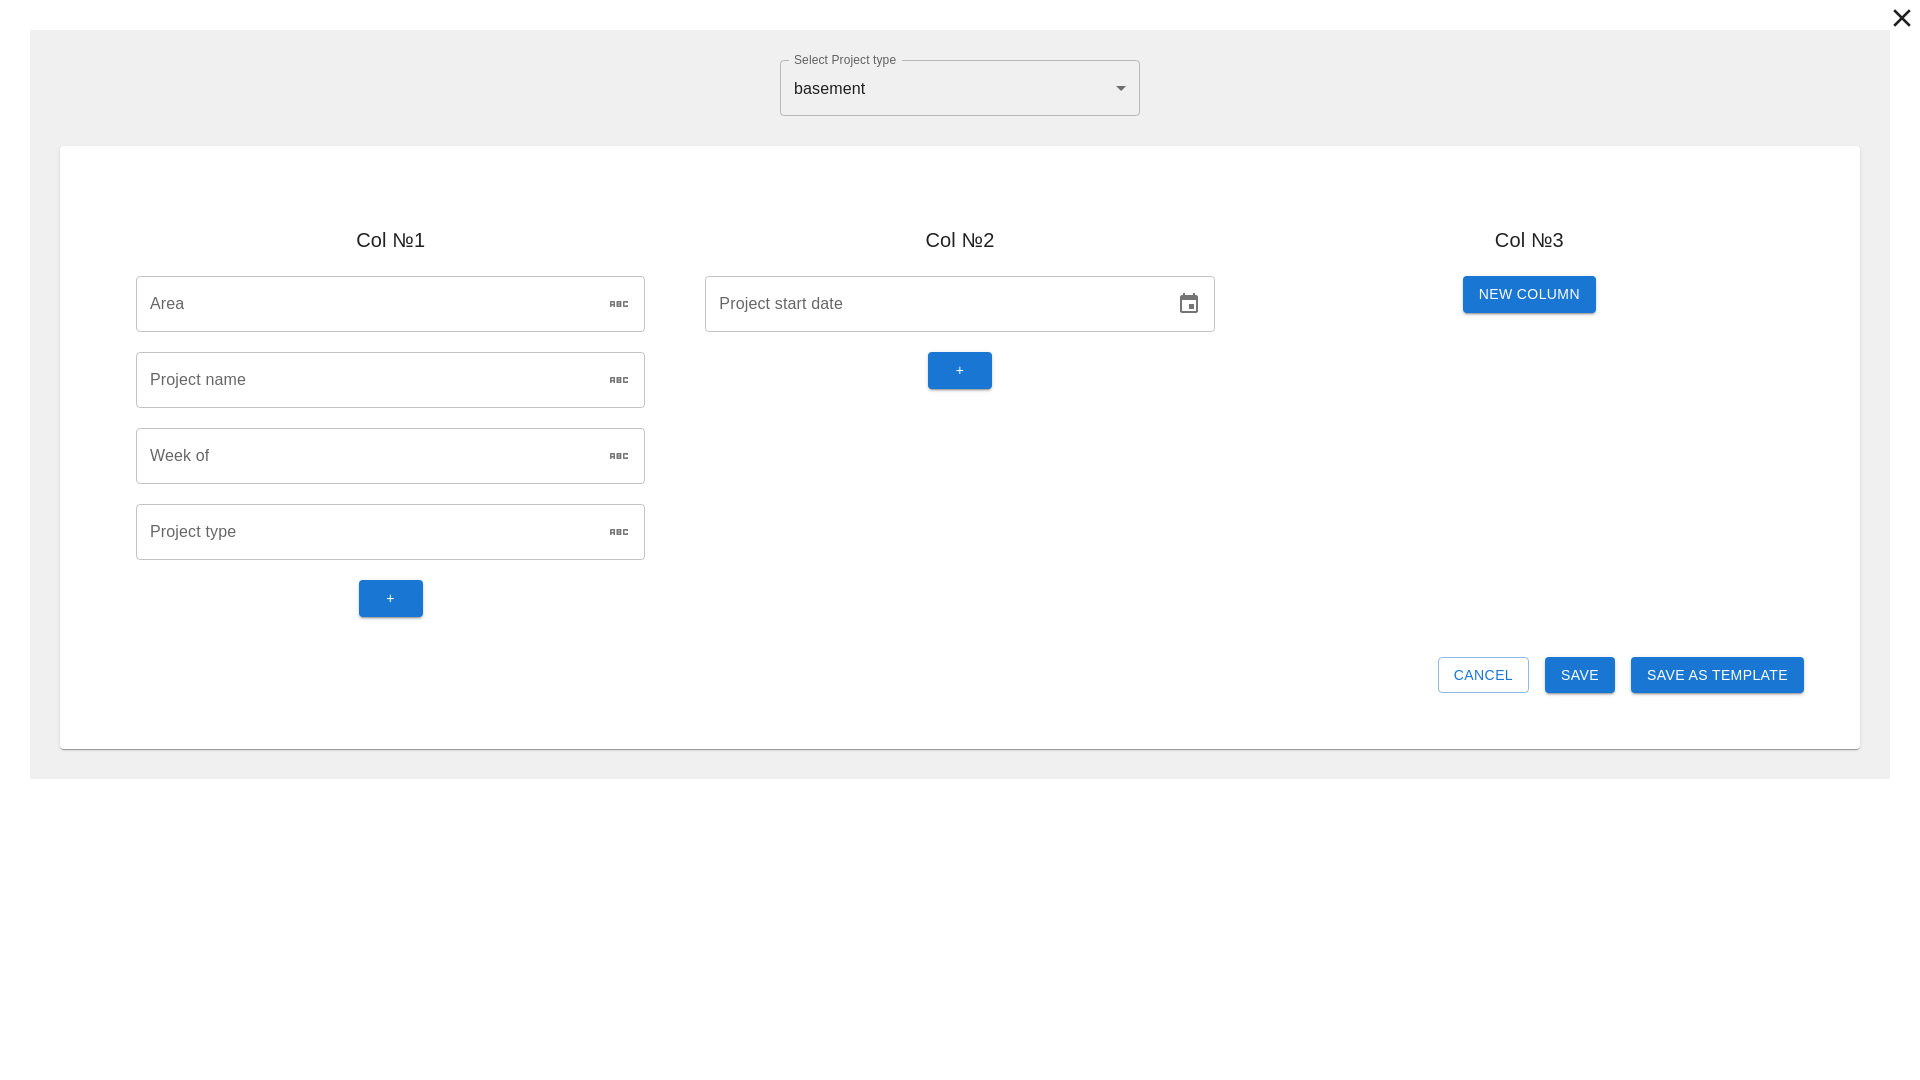 Select Project type
basement
Col №1
Col №2
Col №3
Area
ABC
Project start date
NEW COLUMN
Project name
ABC
+
Week of
ABC
Project type
ABC
+
CANCEL
SAVE
SAVE AS TEMPLATE